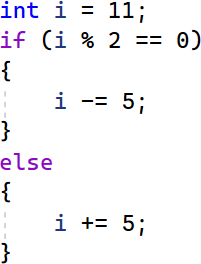 int i = 11;
if (i % 2 == 0)
{
    i -= 5;
}
else
{
    i += 5;
}